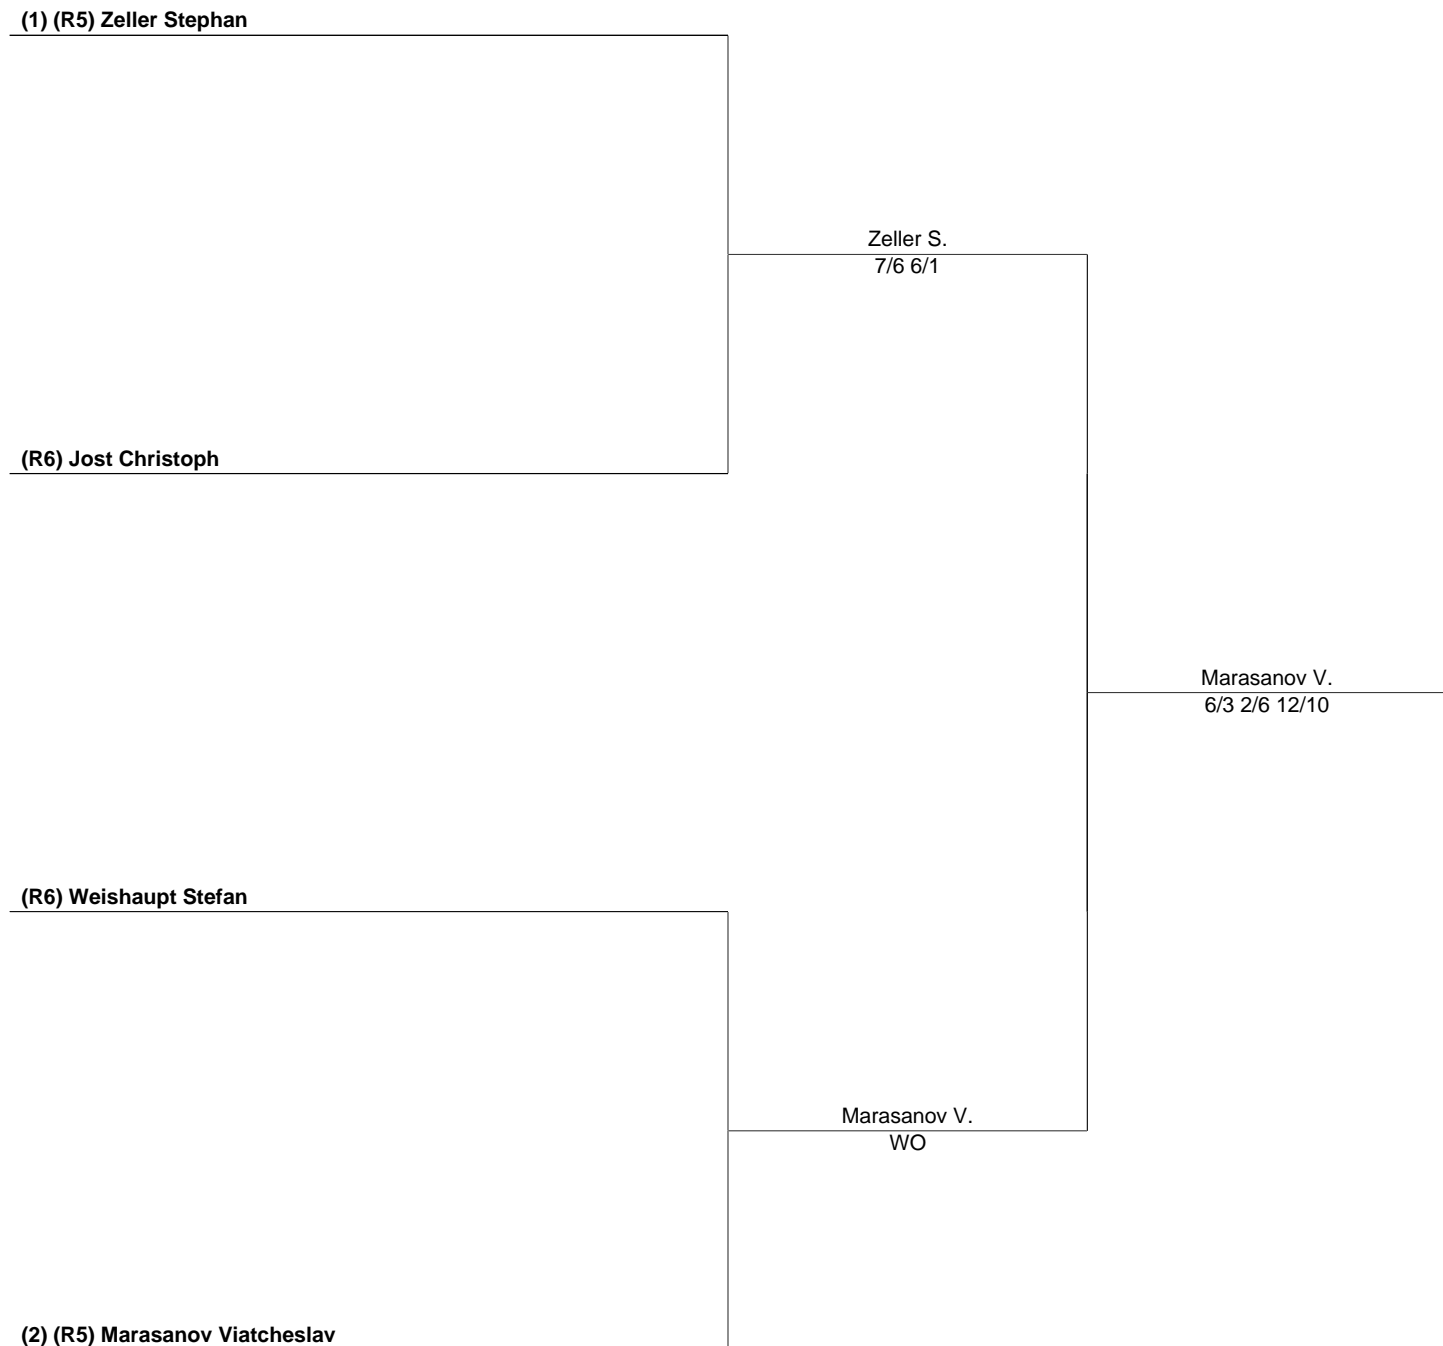 (1) (R5) Zeller Stephan
Zeller S.
7/6 6/1
(R6) Jost Christoph
Marasanov V.
6/3 2/6 12/10
(R6) Weishaupt Stefan
Marasanov V.
WO
(2) (R5) Marasanov Viatcheslav